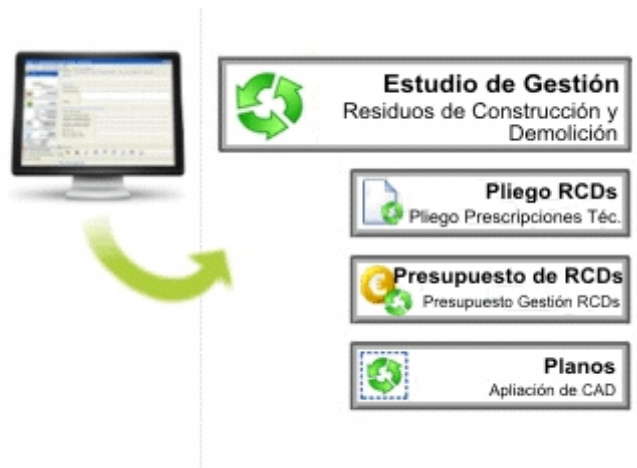 Estudio de Gestión
Residuos de Construcción y
Demolición
Pliego RCDs
Pliego Prescripciones Téc.
Presupuesto de RCDs
Presupuesto Gestión RCDs
Planos
Apliación de CAD